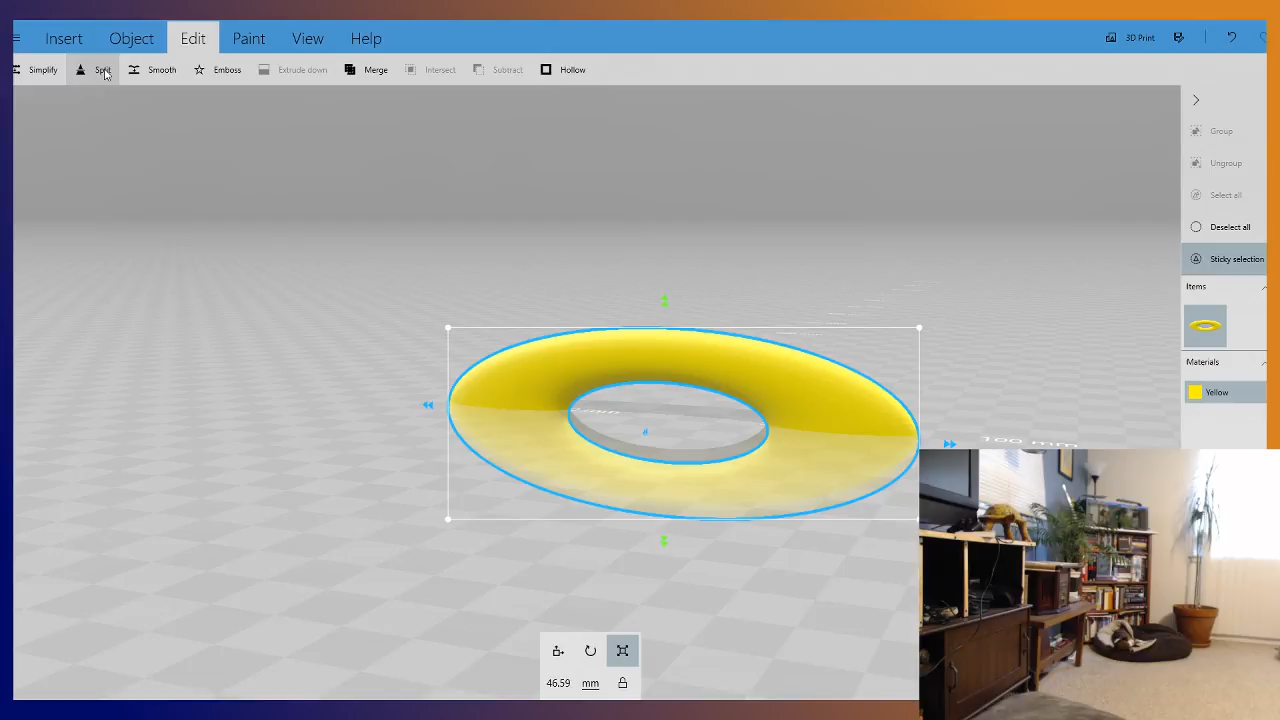 Insert Object Edit Paint View Help 3D Print
Simplify Split Smooth Emboss Extrude down Merge Intersect Subtract Hollow
Group
Ungroup
Select all
Deselect all
Sticky selection
Items
Materials
Yellow
100 mm
46.59 mm